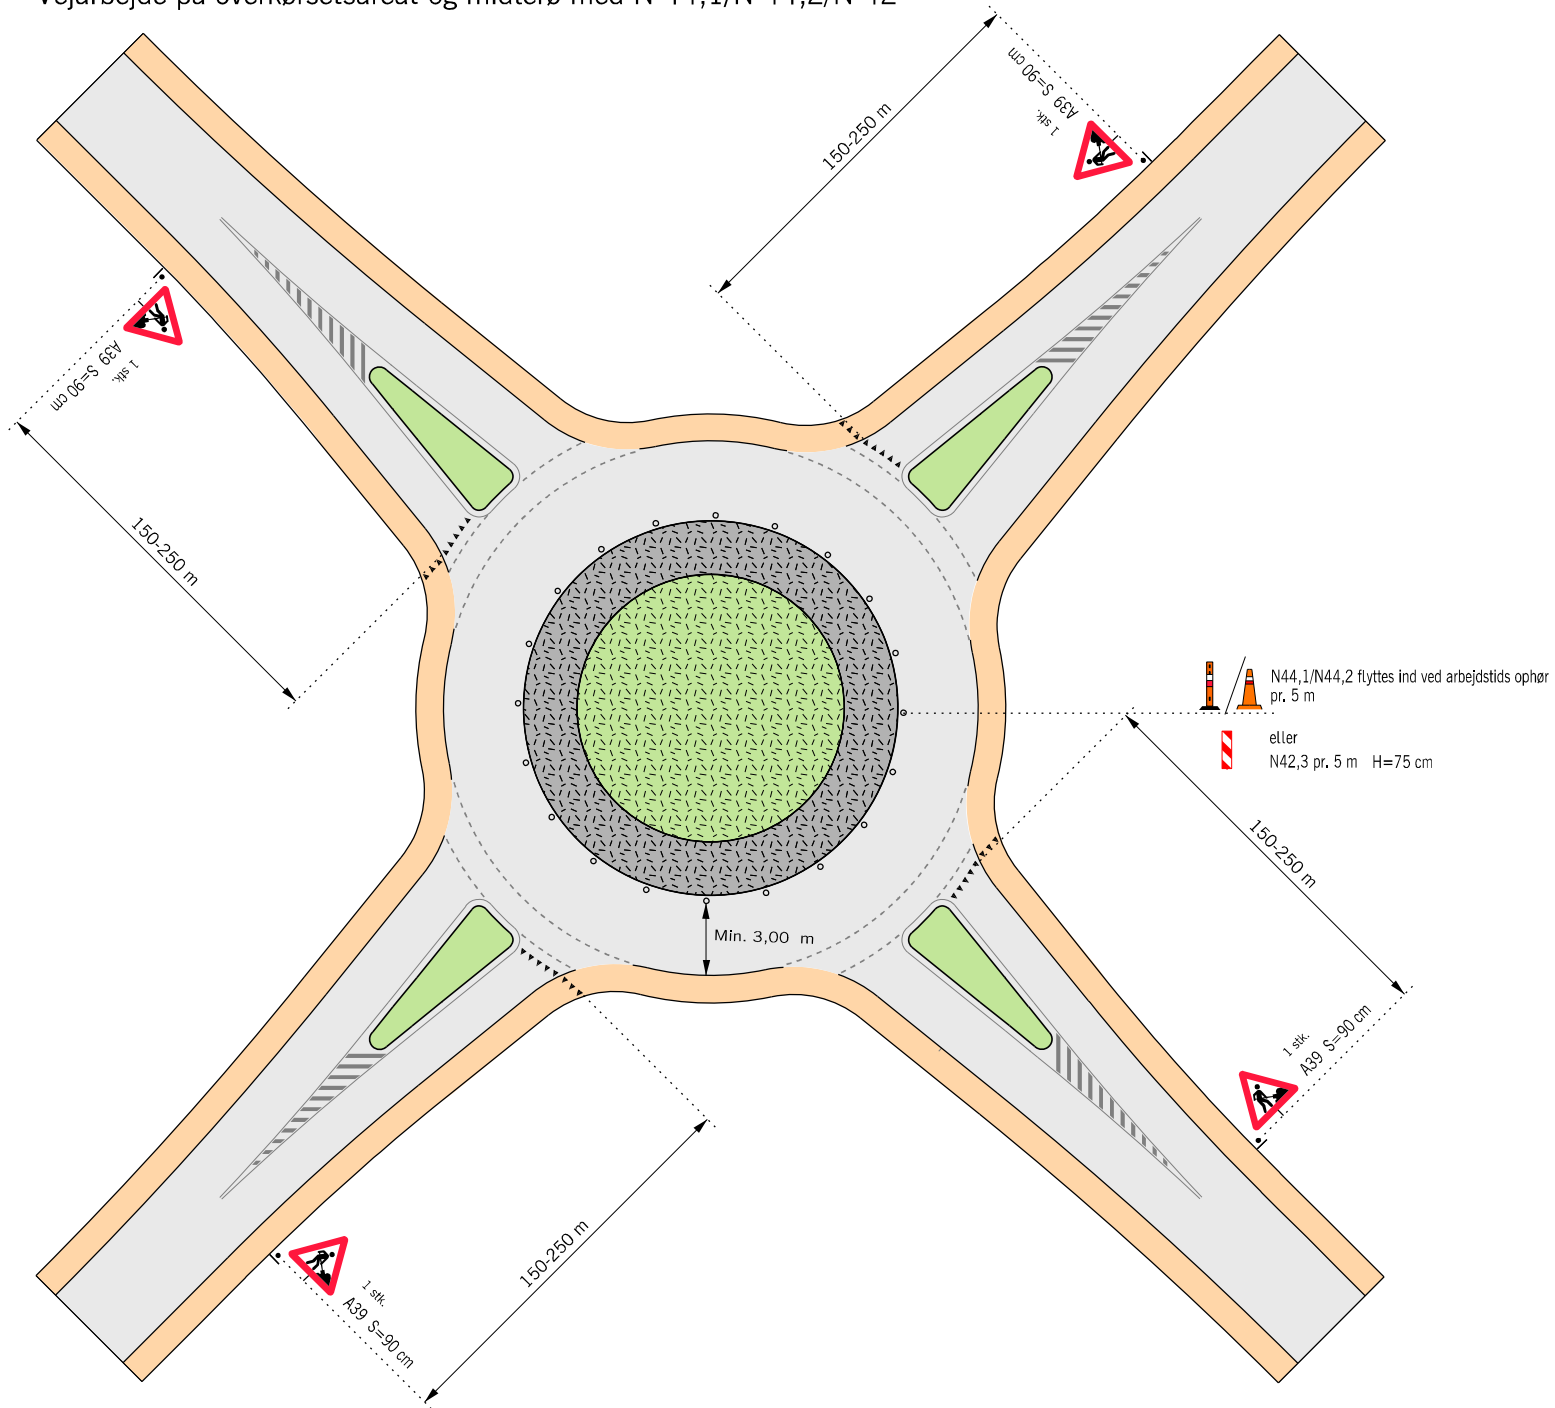 150-250 m
A39 S=90 cm
1 stk.
A39 S=90 cm
1 stk.
150-250 m
N44,1/N44,2 flyttes ind ved arbejdstids ophør
pr. 5 m
eller
N42,3 pr. 5 m H=75 cm
150-250 m
Min. 3,00 m
1 stk.
A39 S=90 cm
150-250 m
1 stk.
A39 S=90 cm